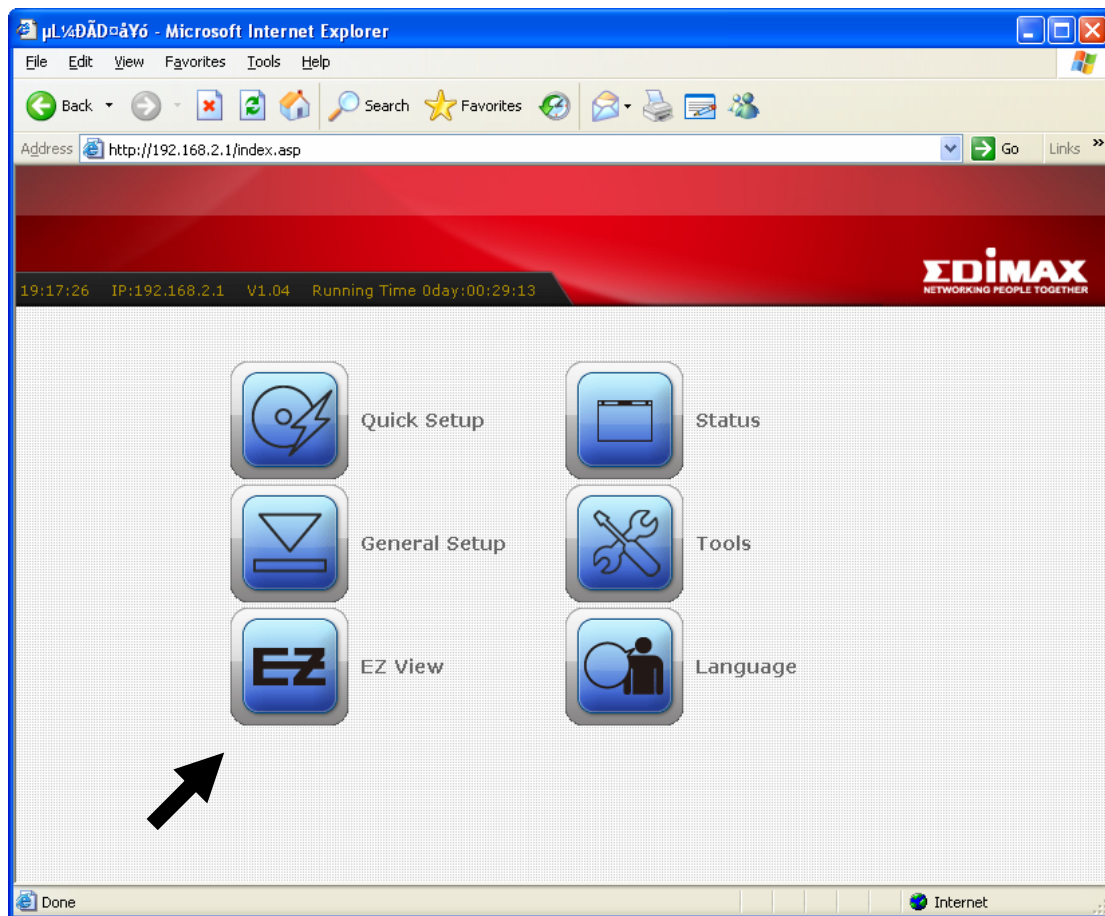 µL¼ÐÃD¤åYó - Microsoft Internet Explorer
File Edit View Favorites Tools Help
Back Search Favorites
Address http://192.168.2.1/index.asp Go Links »
EDIMAX
NETWORKING PEOPLE TOGETHER
19:17:26 IP:192.168.2.1 V1.04 Running Time 0day:00:29:13
Quick Setup Status
General Setup Tools
EZ EZ View Language
Done Internet